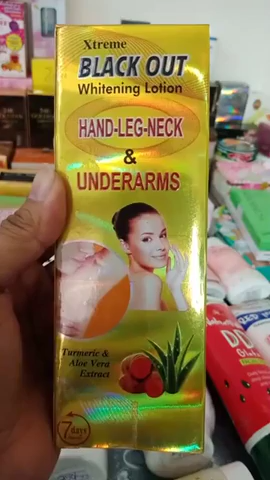 Xtreme
BLACK OUT
Whitening Lotion
HAND-LEG-NECK
&
UNDERARMS
Turmeric &
Aloe Vera
Extract
7 days